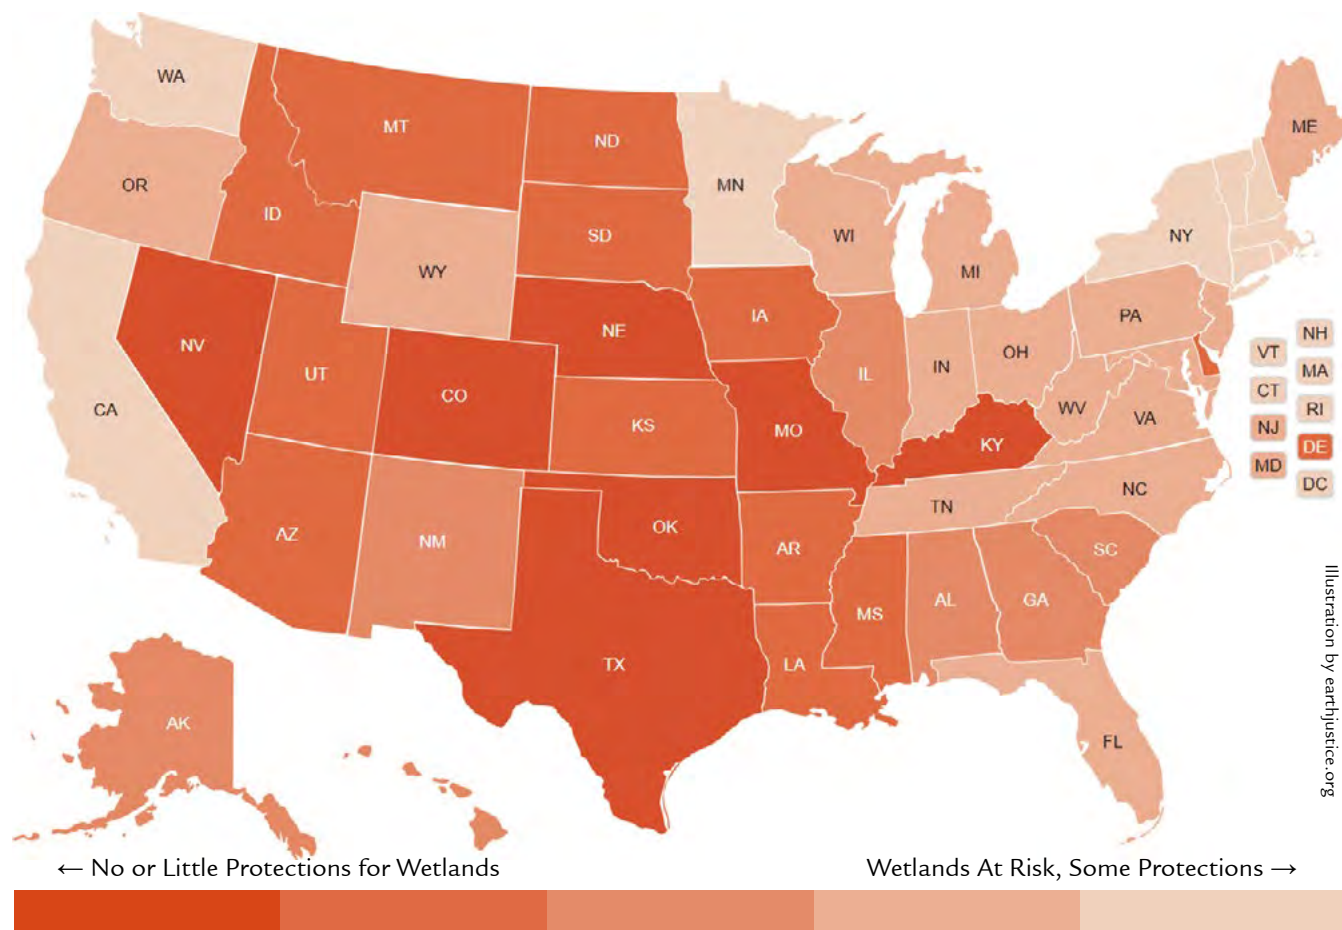 WA
MT
ND
MN
ME
OR
ID
SD
WI
NY
WY
MI
NV
NE
IA
PA
UT
CO
IL
IN
OH
NH
VT
MA
CA
KS
MO
WV
VA
CT
RI
KY
NJ
DE
MD
DC
AZ
NM
OK
AR
TN
NC
SC
MS
AL
GA
TX
LA
AK
FL
Illustration by earthjustice.org
← No or Little Protections for Wetlands
Wetlands At Risk, Some Protections →